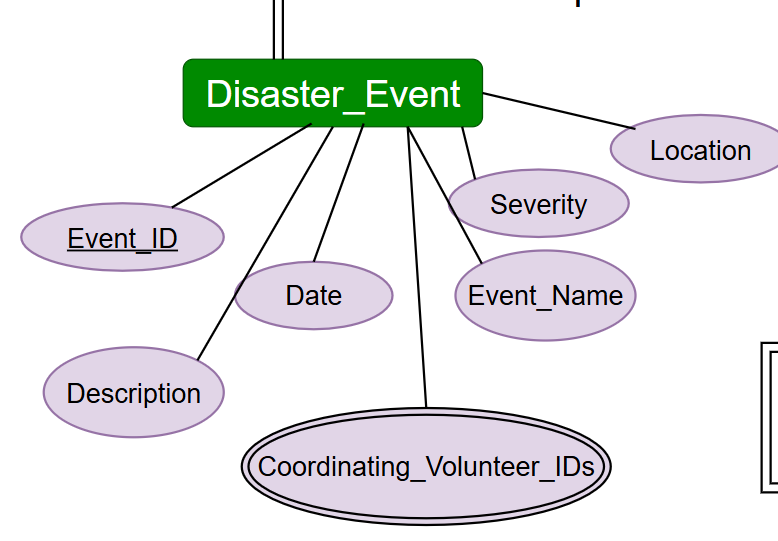 Disaster_Event
Location
Severity
Event_ID
Date
Event_Name
Description
Coordinating_Volunteer_IDs